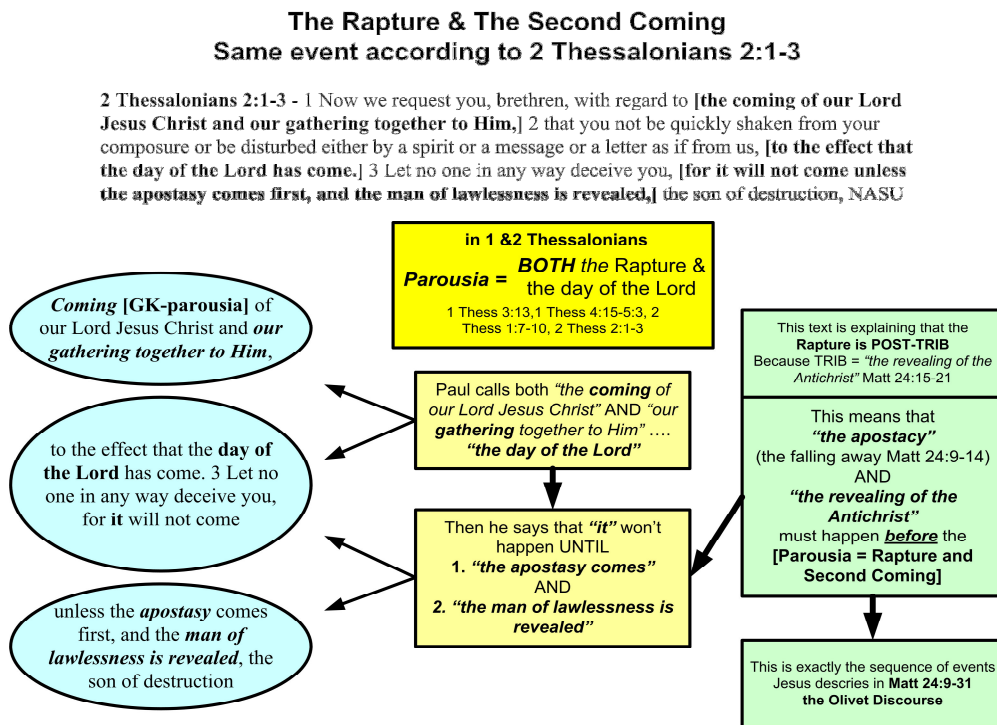 The Rapture & The Second Coming
Same event according to 2 Thessalonians 2:1-3
2 Thessalonians 2:1-3 - 1 Now we request you, brethren, with regard to [the coming of our Lord
Jesus Christ and our gathering together to Him,] 2 that you not be quickly shaken from your
composure or be disturbed either by a spirit or a message or a letter as if from us, [to the effect that
the day of the Lord has come.] 3 Let no one in any way deceive you, [for it will not come unless
the apostasy comes first, and the man of lawlessness is revealed,] the son of destruction, NASU
in 1 &2 Thessalonians
Parousia = BOTH the Rapture &
the day of the Lord
1 Thess 3:13,1 Thess 4:15-5:3, 2
Thess 1:7-10, 2 Thess 2:1-3
Coming [GK-parousia] of
our Lord Jesus Christ and our
gathering together to Him,
to the effect that the day of
the Lord has come. 3 Let no
one in any way deceive you,
for it will not come
unless the apostasy comes
first, and the man of
lawlessness is revealed, the
son of destruction
Paul calls both “the coming of
our Lord Jesus Christ” AND “our
gathering together to Him” ….
“the day of the Lord”
Then he says that “it” won’t
happen UNTIL
1. “the apostasy comes”
AND
2. “the man of lawlessness is
revealed”
This text is explaining that the
Rapture is POST-TRIB
Because TRIB = “the revealing of the
Antichrist” Matt 24:15-21
This means that
“the apostacy”
(the falling away Matt 24:9-14)
AND
“the revealing of the
Antichrist”
must happen before the
[Parousia = Rapture and
Second Coming]
This is exactly the sequence of events
Jesus descries in Matt 24:9-31
the Olivet Discourse